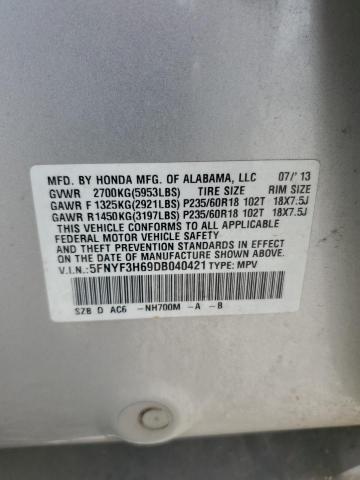 MFD. BY HONDA MFG. OF ALABAMA, LLC 07/'13
GVWR 2700KG(5953LBS) TIRE SIZE RIM SIZE
GAWR F 1325KG(2921LBS) P235/60R18 102T 18X7.5J
GAWR R1450KG(3197LBS) P235/60R18 102T 18X7.5J
THIS VEHICLE CONFORMS TO ALL APPLICABLE
FEDERAL MOTOR VEHICLE SAFETY AND THEFT
PREVENTION STANDARDS IN EFFECT ON THE
DATE OF MANUFACTURE SHOWN ABOVE.
V.I.N.:5FNYF3H69DB040421 TYPE: MPV
SZB D AC6 -NH700M -A -B